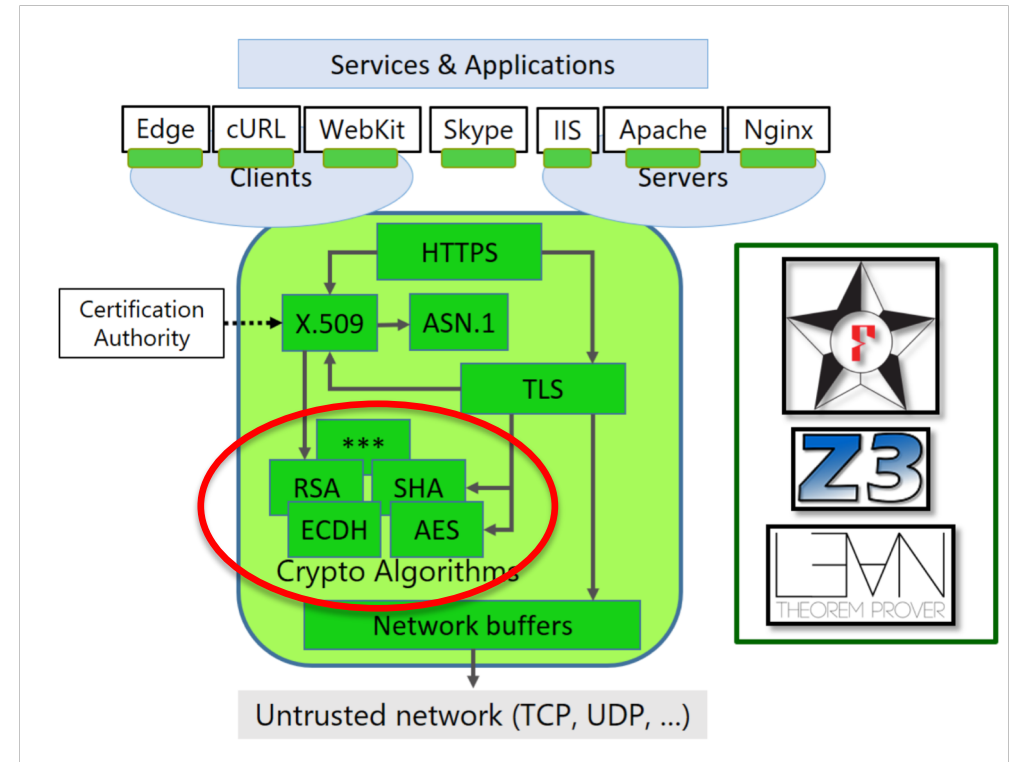 Services & Applications
Edge
cURL
WebKit
Skype
IIS
Apache
Nginx
Clients
Servers
HTTPS
Certification
Authority
X.509
ASN.1
TLS
***
RSA
SHA
ECDH
AES
Crypto Algorithms
Network buffers
Untrusted network (TCP, UDP, ...)
F
Z3
L∃∀N
THEOREM PROVER